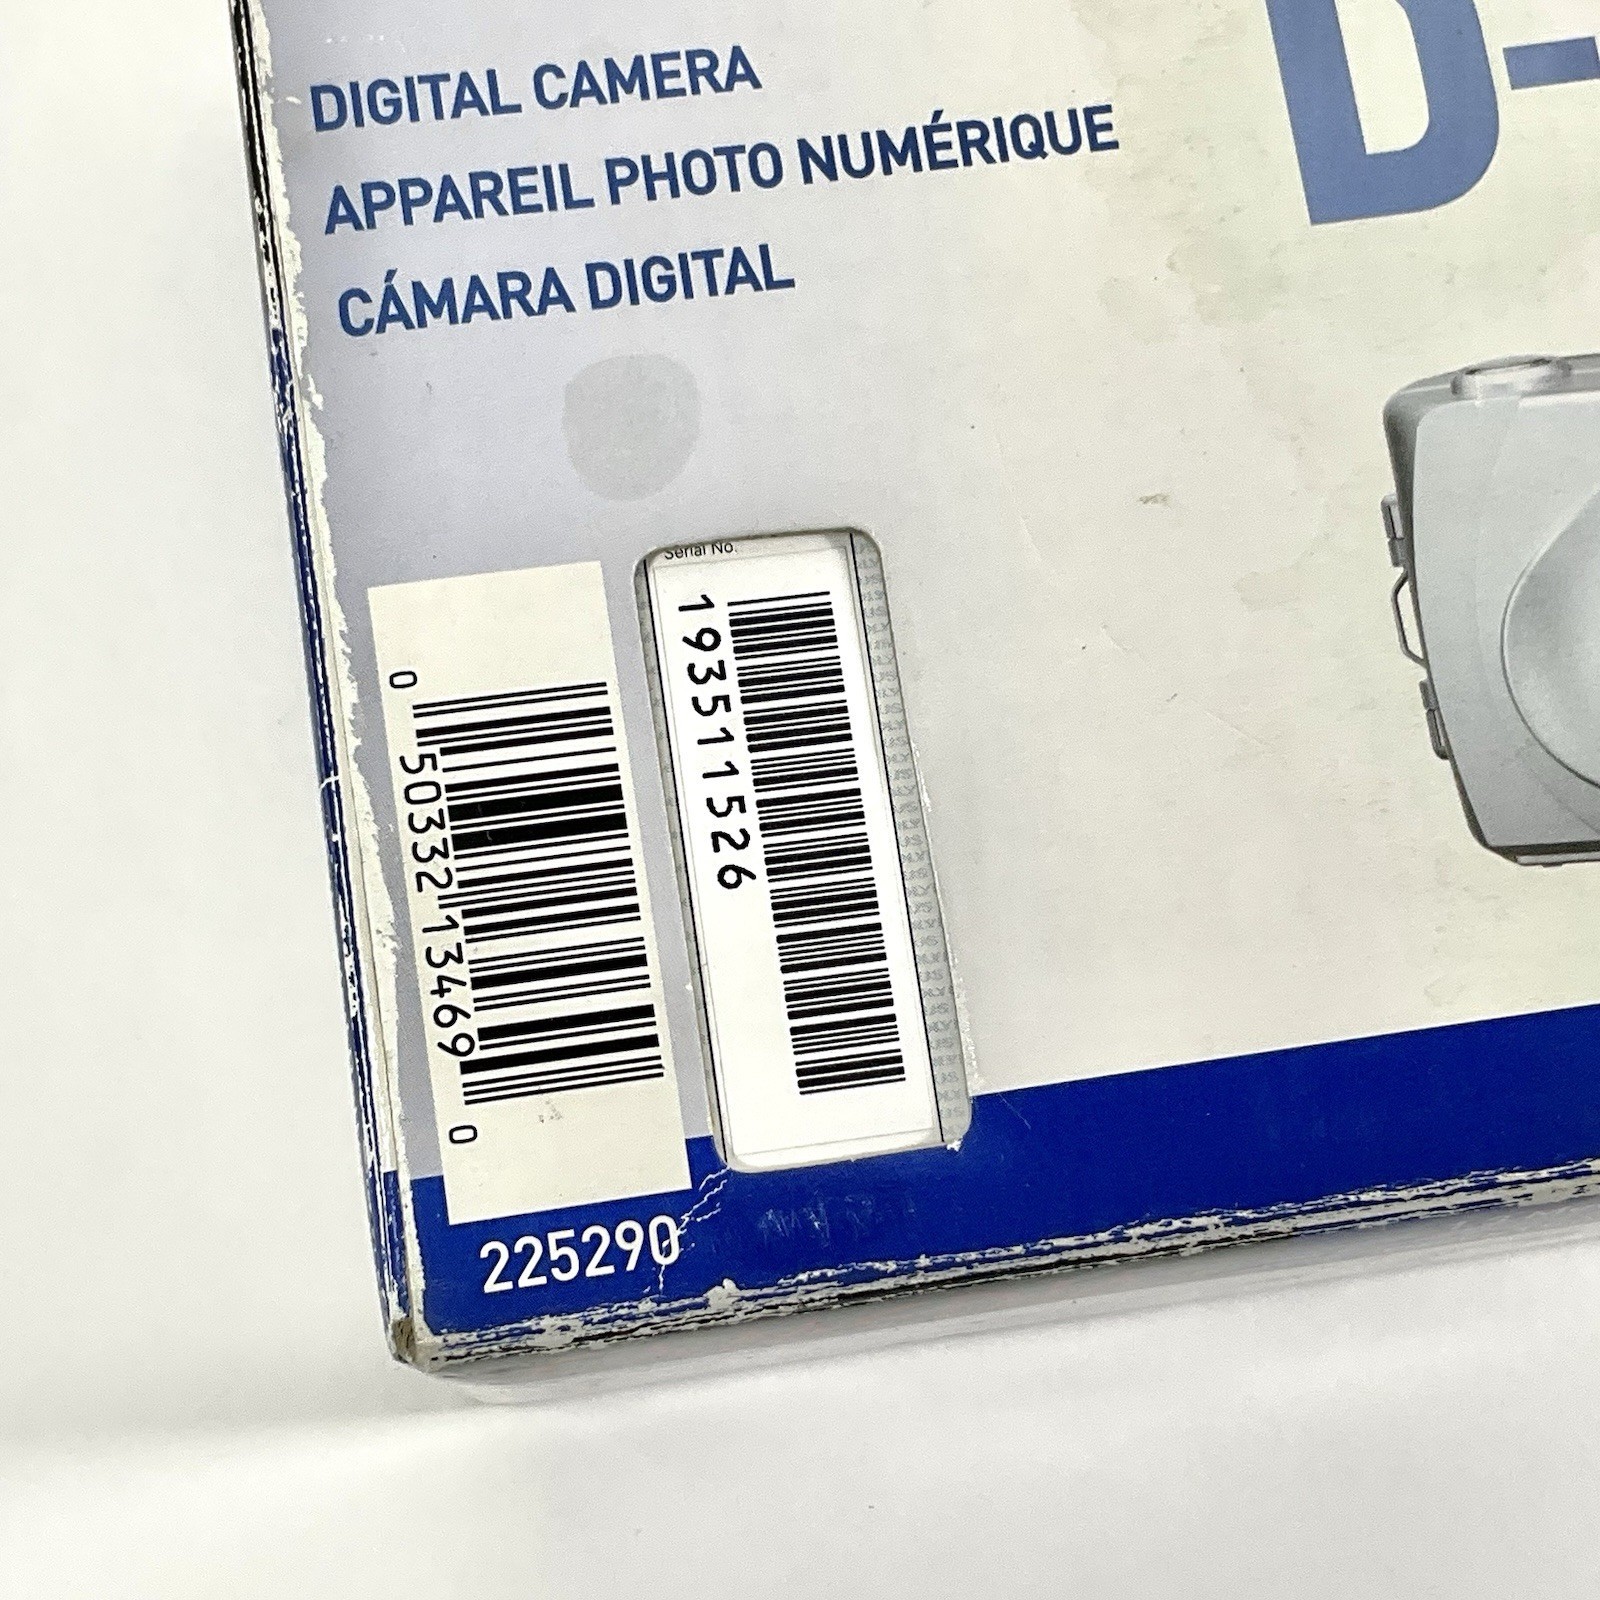 DIGITAL CAMERA
APPAREIL PHOTO NUMÉRIQUE
CÁMARA DIGITAL
D-
Serial No.
193511526
0 50332 13469 0
225290